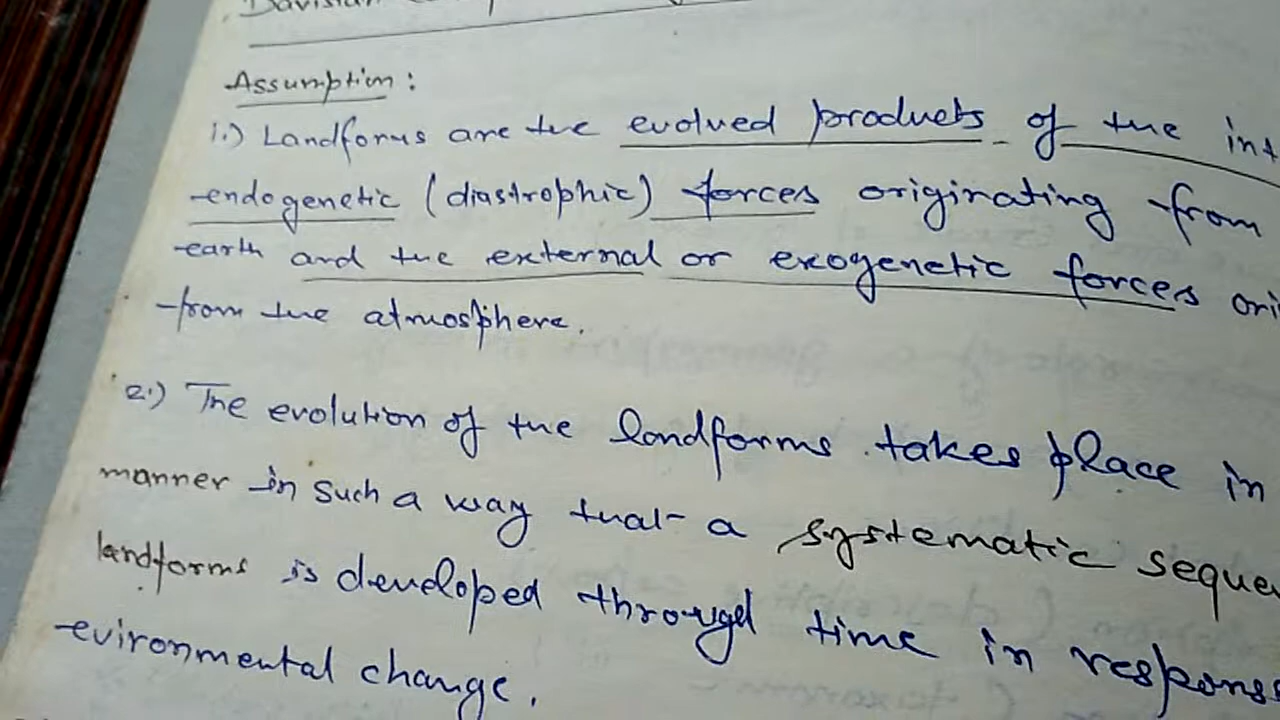 Davisian
Assumption:
1.) Landforms are the evolved products of the int
endogenetic (diastrophic) forces originating from
earth and the external or exogenetic forces ori
from the atmosphere.
2.) The evolution of the landforms takes place in
manner in such a way that a systematic seque
landforms is developed through time in respons
evironmental change.